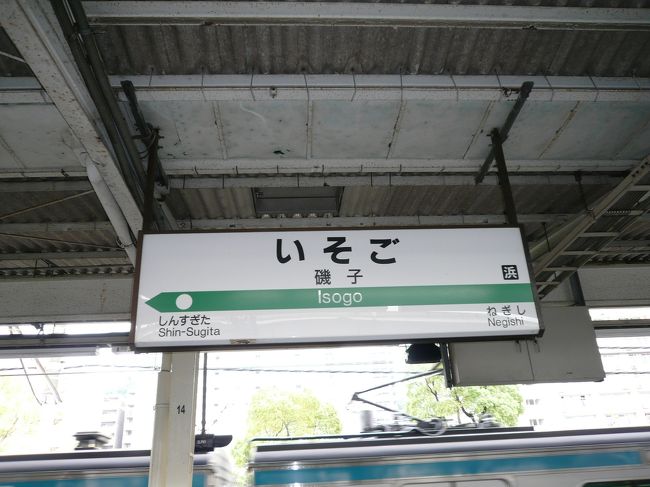 いそご
磯子
浜
Isogo
しんすぎた
Shin-Sugita
ねぎし
Negishi
14